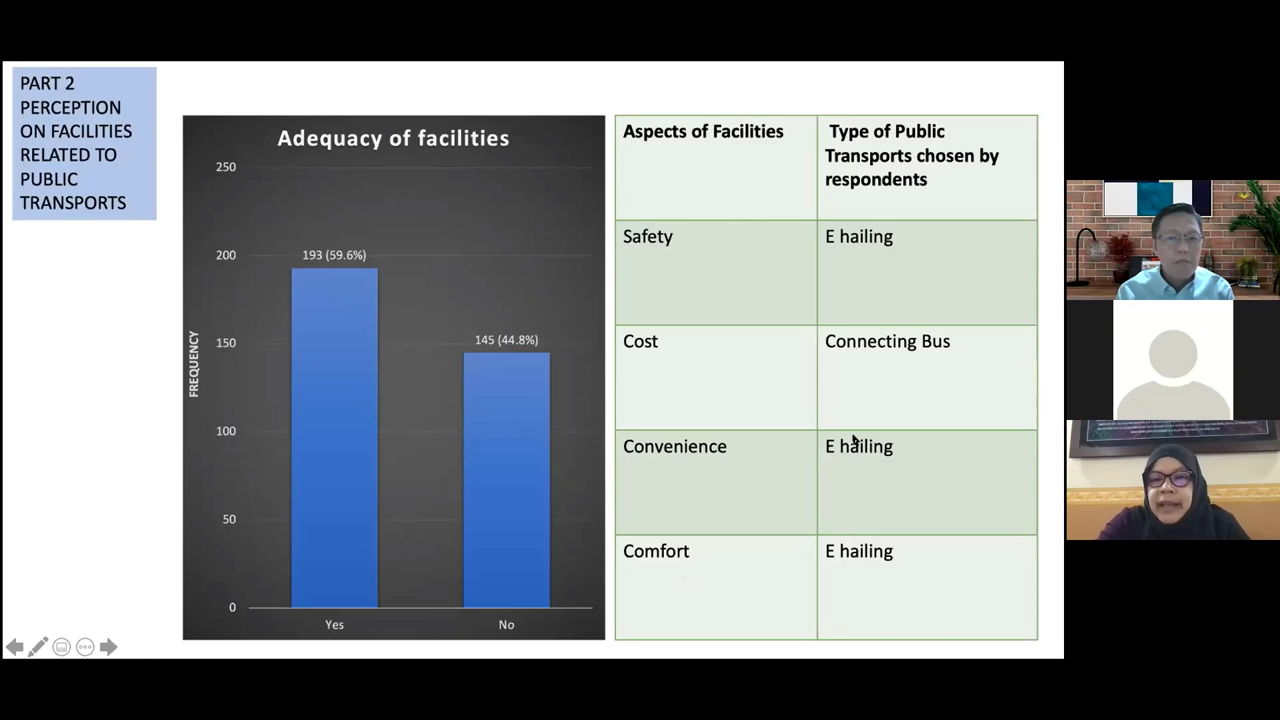 PART 2
PERCEPTION
ON FACILITIES
RELATED TO
PUBLIC
TRANSPORTS
Adequacy of facilities
250
200
150
100
50
0
FREQUENCY
193 (59.6%)
145 (44.8%)
Yes
No
Aspects of Facilities
Type of Public
Transports chosen by
respondents
Safety
E hailing
Cost
Connecting Bus
Convenience
E hailing
Comfort
E hailing